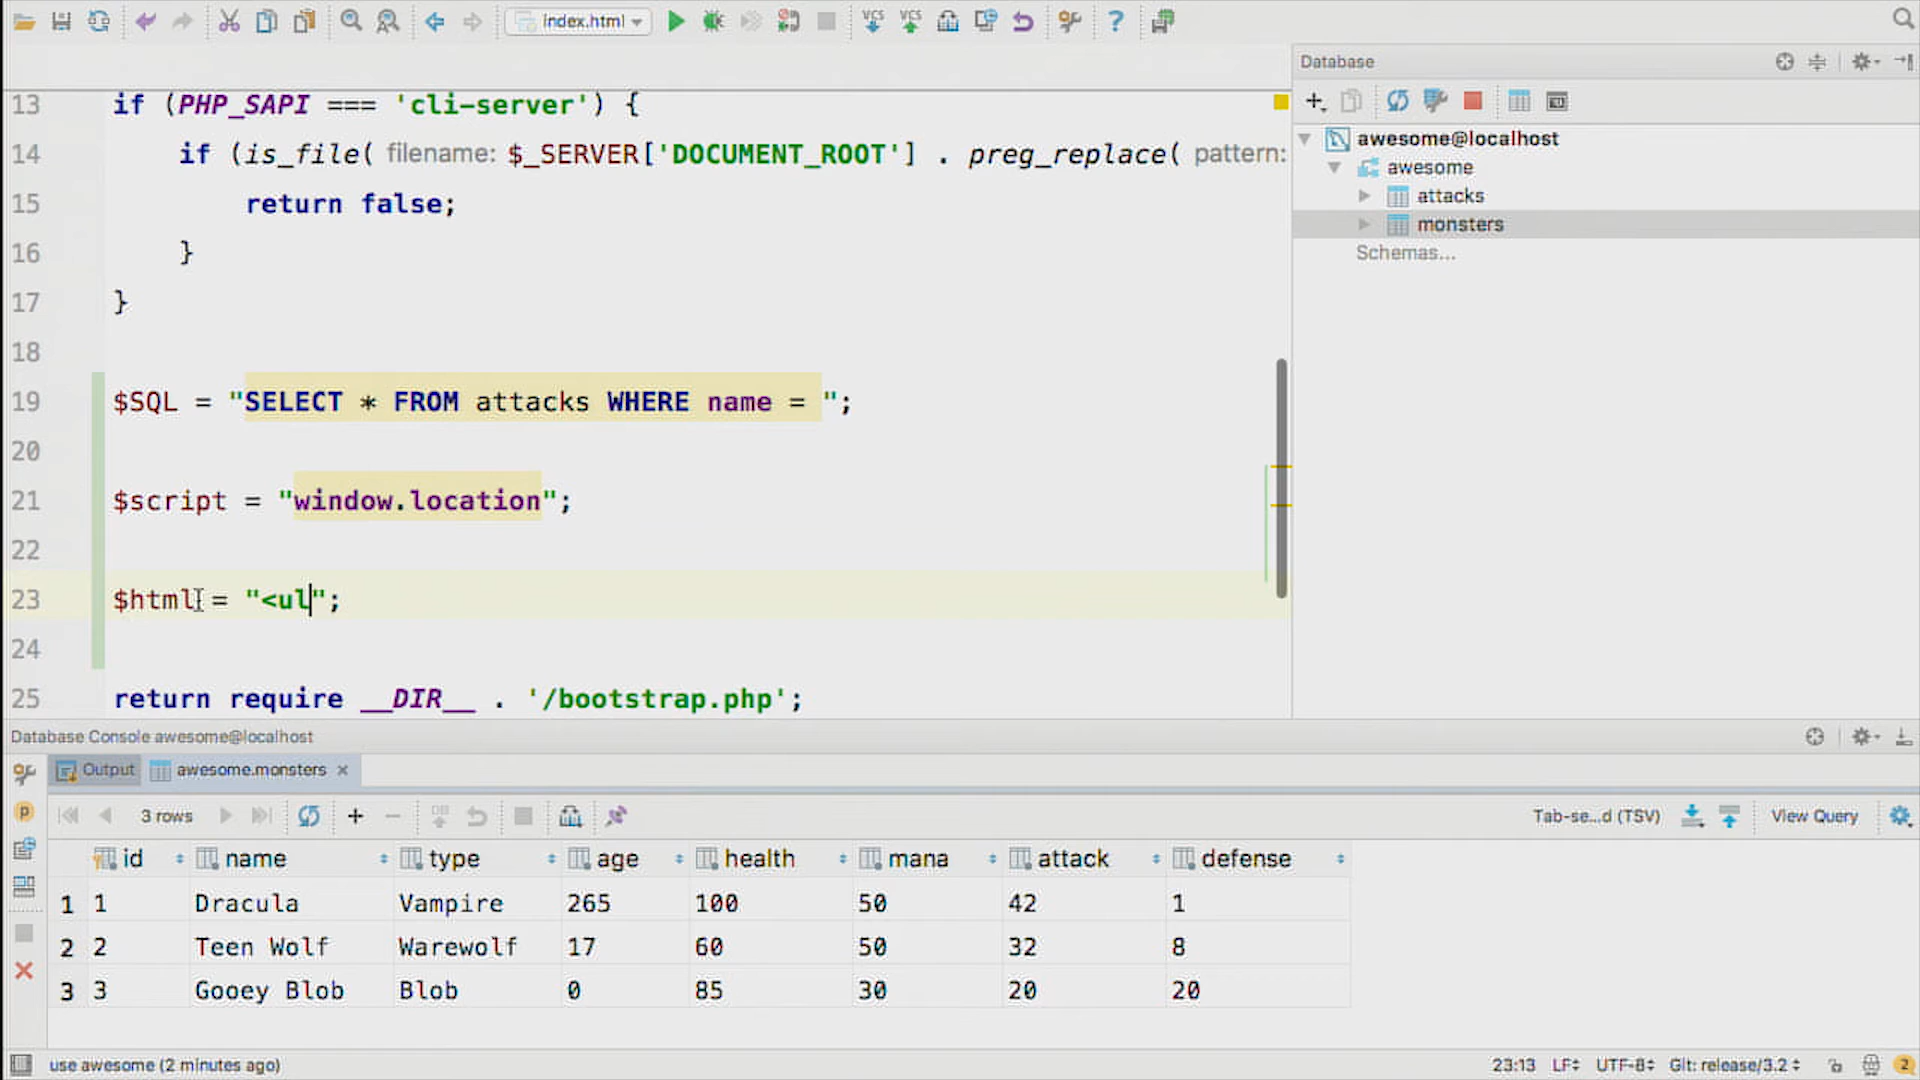 index.html
VCS VCS
Database
13 if (PHP_SAPI === 'cli-server') {
14 if (is_file( filename: $_SERVER['DOCUMENT_ROOT'] . preg_replace( pattern:
15 return false;
16 }
17 }
18
19 $SQL = "SELECT * FROM attacks WHERE name = ";
20
21 $script = "window.location";
22
23 $html = "<ul";
24
25 return require __DIR__ . '/bootstrap.php';
awesome@localhost
awesome
attacks
monsters
Schemas...
Database Console awesome@localhost
Output awesome.monsters
3 rows Tab-se...d (TSV) View Query
id name type age health mana attack defense
1 1 Dracula Vampire 265 100 50 42 1
2 2 Teen Wolf Warewolf 17 60 50 32 8
3 3 Gooey Blob Blob 0 85 30 20 20
use awesome (2 minutes ago) 23:13 LF UTF-8 Git: release/3.2 2